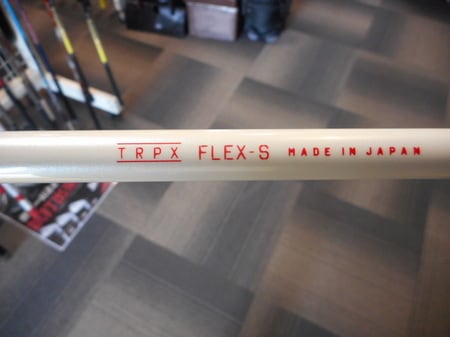 TRPX FLEX-S MADE IN JAPAN